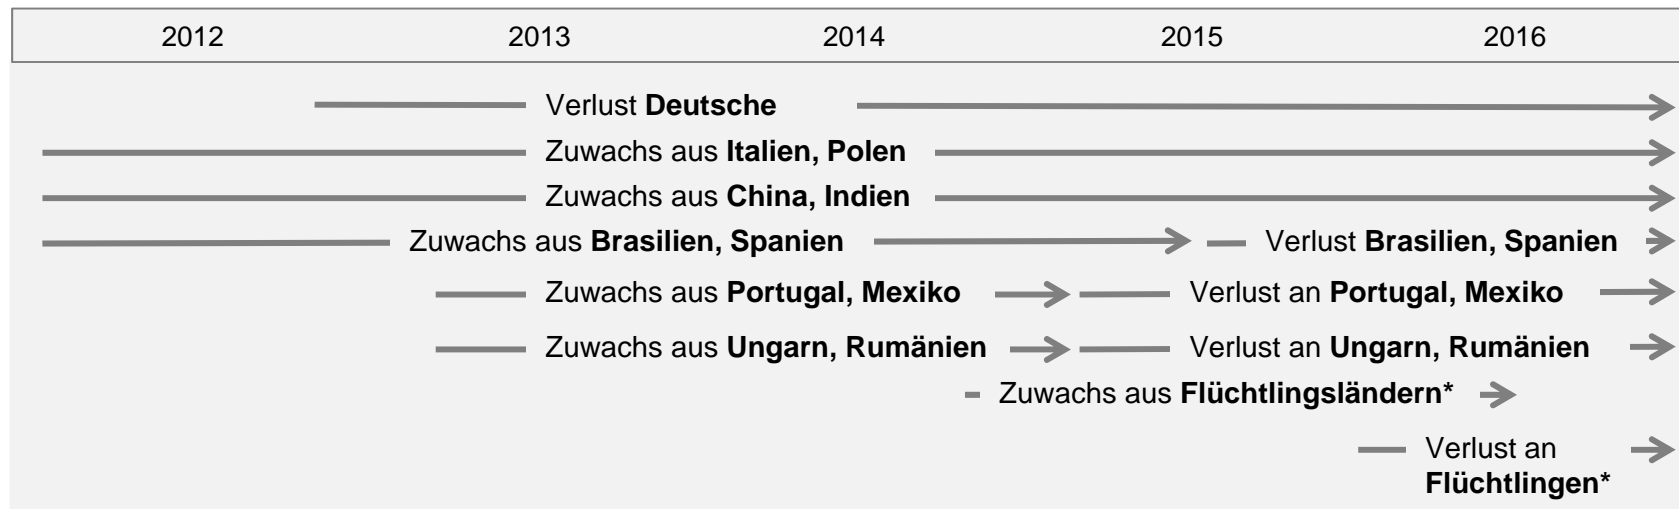 2012 2013 2014 2015 2016
Verlust Deutsche
Zuwachs aus Italien, Polen
Zuwachs aus China, Indien
Zuwachs aus Brasilien, Spanien Verlust Brasilien, Spanien
Zuwachs aus Portugal, Mexiko Verlust an Portugal, Mexiko
Zuwachs aus Ungarn, Rumänien Verlust an Ungarn, Rumänien
Zuwachs aus Flüchtlingsländern*
Verlust an
Flüchtlingen*